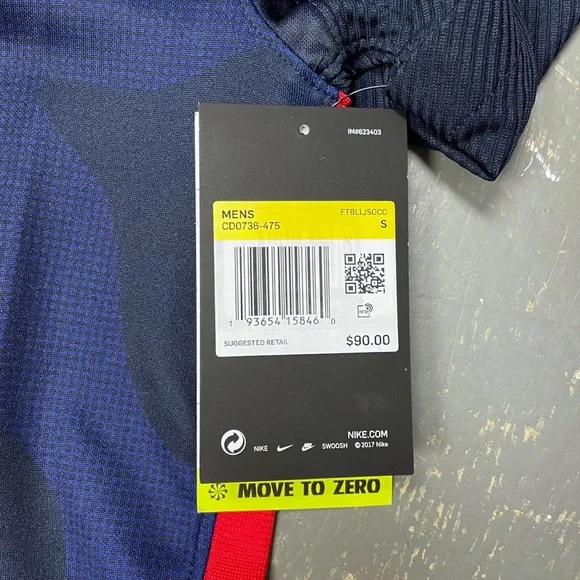 IM#623403
MENS FTBLL/SOCC
CD0736-475 S
1 93654 15846 0
SUGGESTED RETAIL $90.00
NIKE.COM
NIKE SWOOSH © 2017 Nike
MOVE TO ZERO